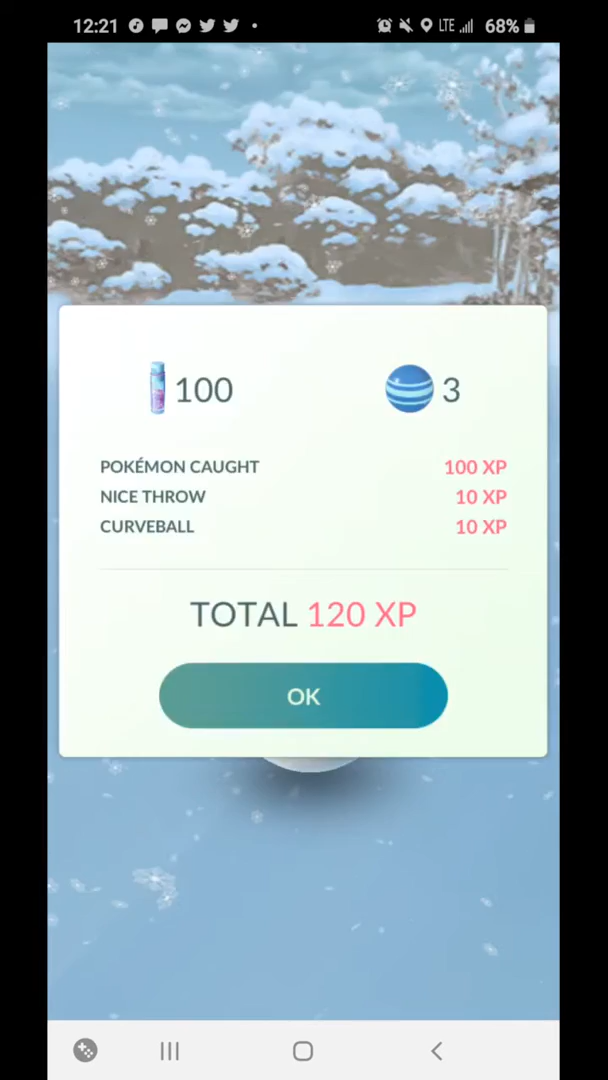 12:21 LTE 68%
100 3
POKÉMON CAUGHT 100 XP
NICE THROW 10 XP
CURVEBALL 10 XP
TOTAL 120 XP
OK